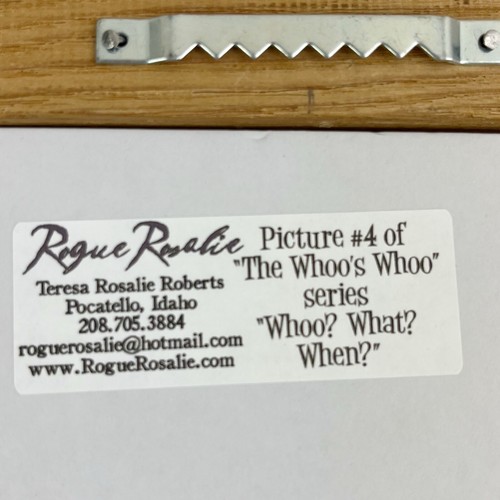 Rogue Rosalie
Teresa Rosalie Roberts
Pocatello, Idaho
208.705.3884
roguerosalie@hotmail.com
www.RogueRosalie.com
Picture #4 of
"The Whoo's Whoo"
series
"Whoo? What?
When?"